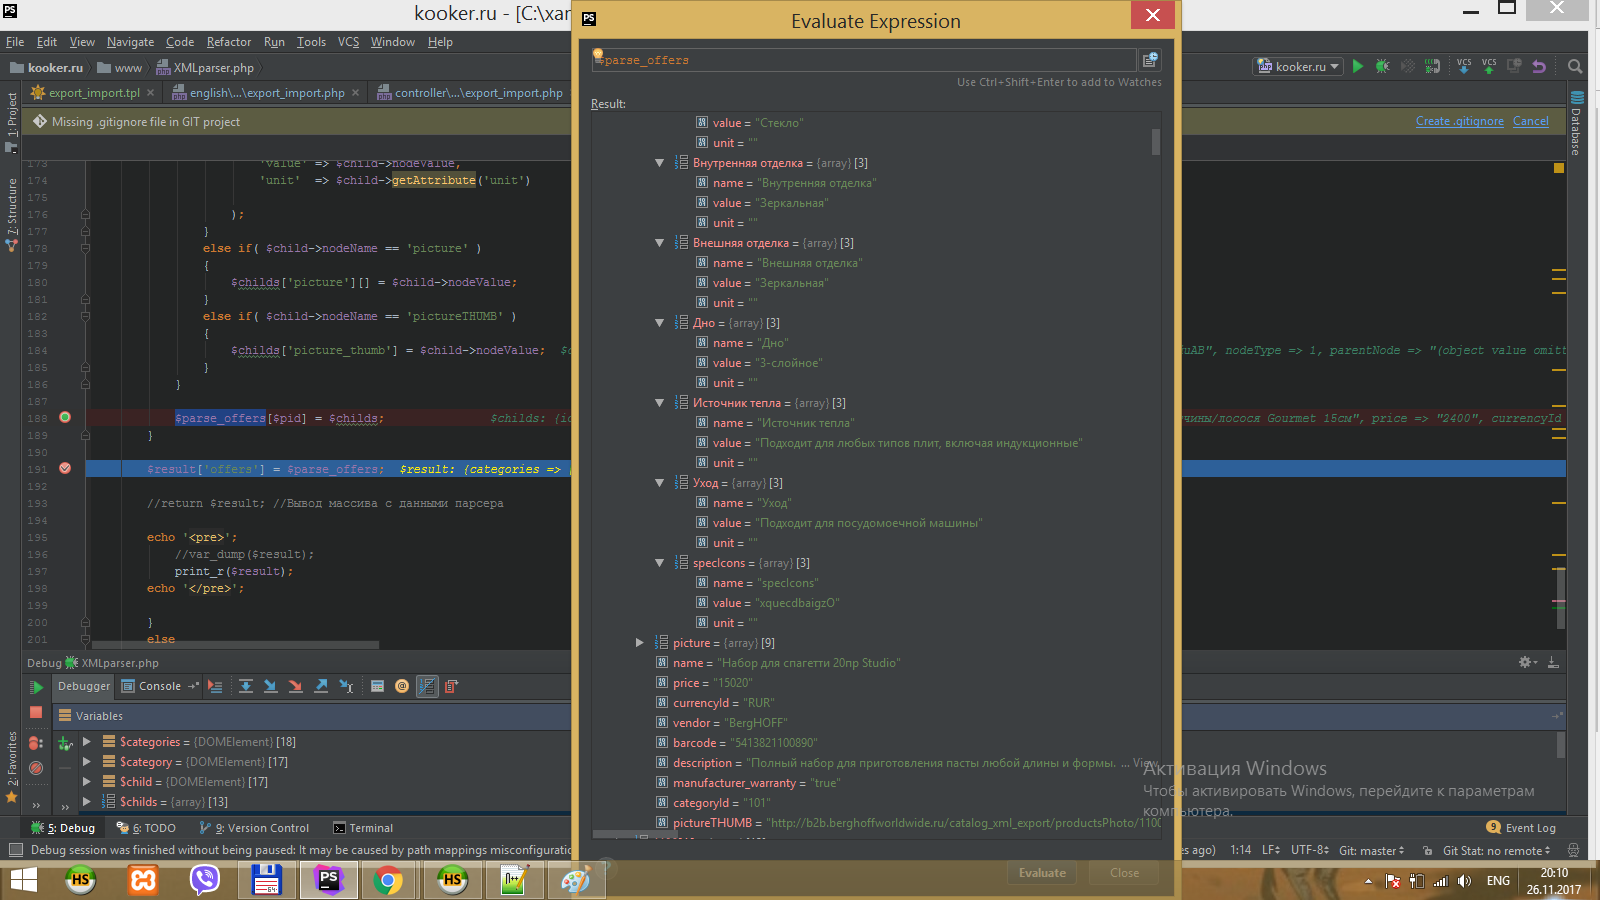 kooker.ru - [C:\xan
Evaluate Expression
File Edit View Navigate Code Refactor Run Tools VCS Window Help
kooker.ru www XMLparser.php
kooker.ru
export_import.tpl
english\...\export_import.php
controller\...\export_import.php
Missing .gitignore file in GIT project
Create .gitignore Cancel
1: Project
7: Structure
2: Favorites
Database
$parse_offers
Use Ctrl+Shift+Enter to add to Watches
Result:
value = "Стекло"
unit = ""
Внутренняя отделка = {array} [3]
name = "Внутренняя отделка"
value = "Зеркальная"
unit = ""
Внешняя отделка = {array} [3]
name = "Внешняя отделка"
value = "Зеркальная"
unit = ""
Дно = {array} [3]
name = "Дно"
value = "3-слойное"
unit = ""
Источник тепла = {array} [3]
name = "Источник тепла"
value = "Подходит для любых типов плит, включая индукционные"
unit = ""
Уход = {array} [3]
name = "Уход"
value = "Подходит для посудомоечной машины"
unit = ""
specIcons = {array} [3]
name = "specIcons"
value = "xquecdbaigzO"
unit = ""
picture = {array} [9]
name = "Набор для спагетти 20пр Studio"
price = "15020"
currencyId = "RUR"
vendor = "BergHOFF"
barcode = "5413821100890"
description = "Полный набор для приготовления пасты любой длины и формы. ... View
manufacturer_warranty = "true"
categoryId = "101"
pictureTHUMB = "http://b2b.berghoffworldwide.ru/catalog_xml_export/productsPhoto/1100
Evaluate Close
173 'value' => $child->nodeValue,
174 'unit' => $child->getAttribute('unit')
175
176 );
177 }
178 else if( $child->nodeName == 'picture' )
179 {
180 $childs['picture'][] = $child->nodeValue;
181 }
182 else if( $child->nodeName == 'pictureTHUMB' )
183 {
184 $childs['picture_thumb'] = $child->nodeValue; uAB", nodeType => 1, parentNode => "(object value omitt
185 }
186 }
187
188 $parse_offers[$pid] = $childs; $childs: {ic чины/лосося Gourmet 15см", price => "2400", currencyId
189 }
190
191 $result['offers'] = $parse_offers; $result: {categories => [
192
193 //return $result; //Вывод массива с данными парсера
194
195 echo '<pre>';
196 //var_dump($result);
197 print_r($result);
198 echo '</pre>';
199
200 }
201 else
Debug XMLparser.php
Debugger Console
Variables
$categories = {DOMElement} [18]
$category = {DOMElement} [17]
$child = {DOMElement} [17]
$childs = {array} [13]
Активация Windows
Чтобы активировать Windows, перейдите к параметрам
компьютера.
5: Debug 6: TODO 9: Version Control Terminal
9 Event Log
Debug session was finished without being paused: It may be caused by path mappings misconfiguratio
es ago) 1:14 LF UTF-8 Git: master Git Stat: no remote
ENG
20:10
26.11.2017